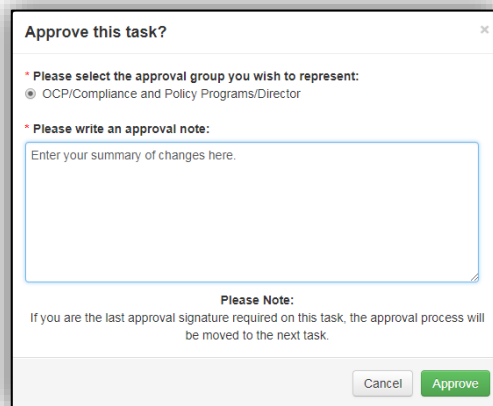 Approve this task? ×
* Please select the approval group you wish to represent:
OCP/Compliance and Policy Programs/Director
* Please write an approval note:
Enter your summary of changes here.
Please Note:
If you are the last approval signature required on this task, the approval process will
be moved to the next task.
Cancel Approve